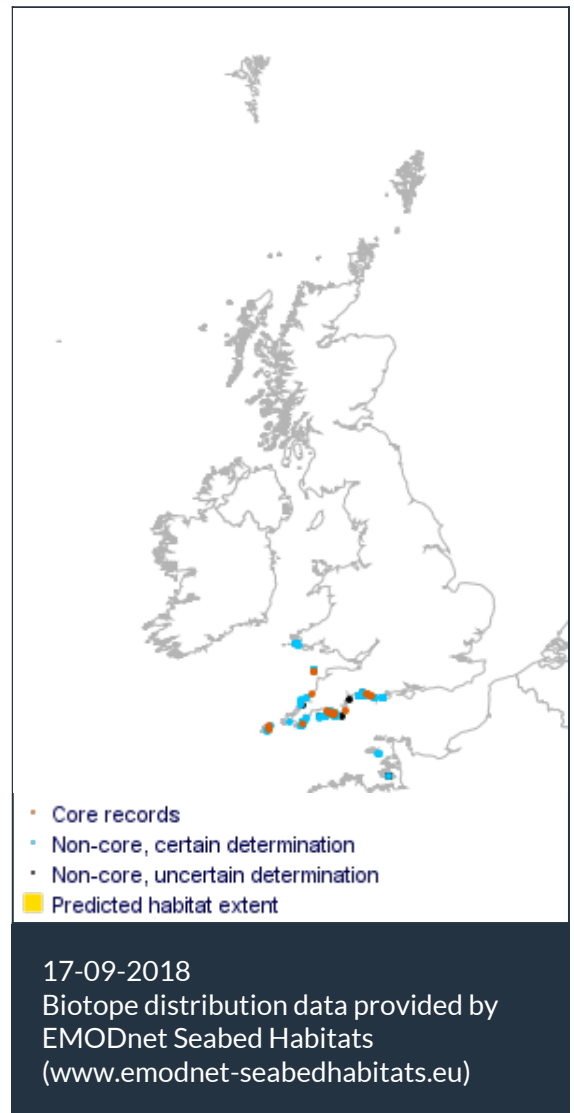 Core records
Non-core, certain determination
Non-core, uncertain determination
Predicted habitat extent
17-09-2018
Biotope distribution data provided by
EMODnet Seabed Habitats
(www.emodnet-seabedhabitats.eu)